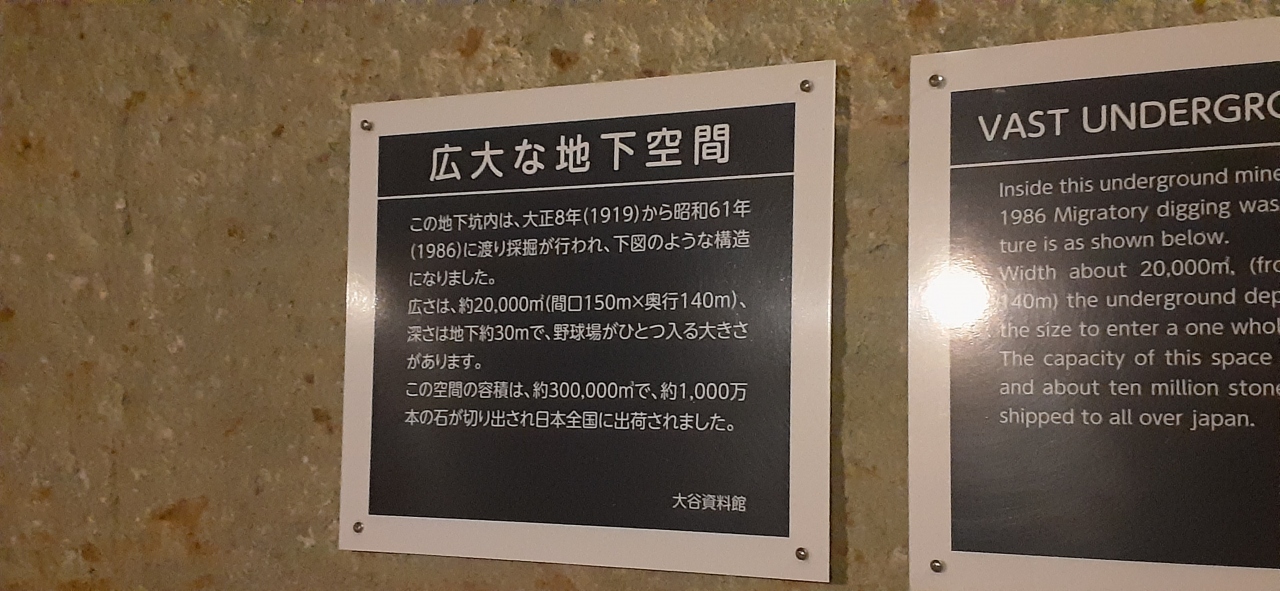 広大な地下空間
この地下坑内は、大正8年(1919)から昭和61年
(1986)に渡り採掘が行われ、下図のような構造
になりました。
広さは、約20,000㎡(間口150m×奥行140m)、
深さは地下約30mで、野球場がひとつ入る大きさ
があります。
この空間の容積は、約300,000㎥で、約1,000万
本の石が切り出され日本全国に出荷されました。
大谷資料館
VAST UNDERGRO
Inside this underground mine
1986 Migratory digging was
ture is as shown below.
Width about 20,000㎡, (fro
140m) the underground dep
the size to enter a one whol
The capacity of this space
and about ten million stone
shipped to all over japan.